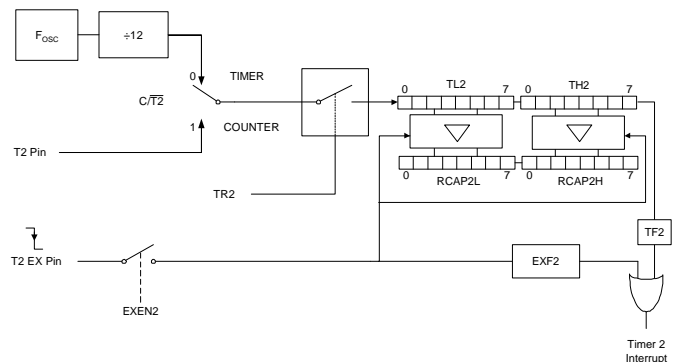 FOSC
÷12
0
TIMER
C/T2
1
COUNTER
T2 Pin
TR2
0 TL2 7
0 TH2 7
0 7
RCAP2L
0 7
RCAP2H
TF2
T2 EX Pin
EXEN2
EXF2
Timer 2
Interrupt